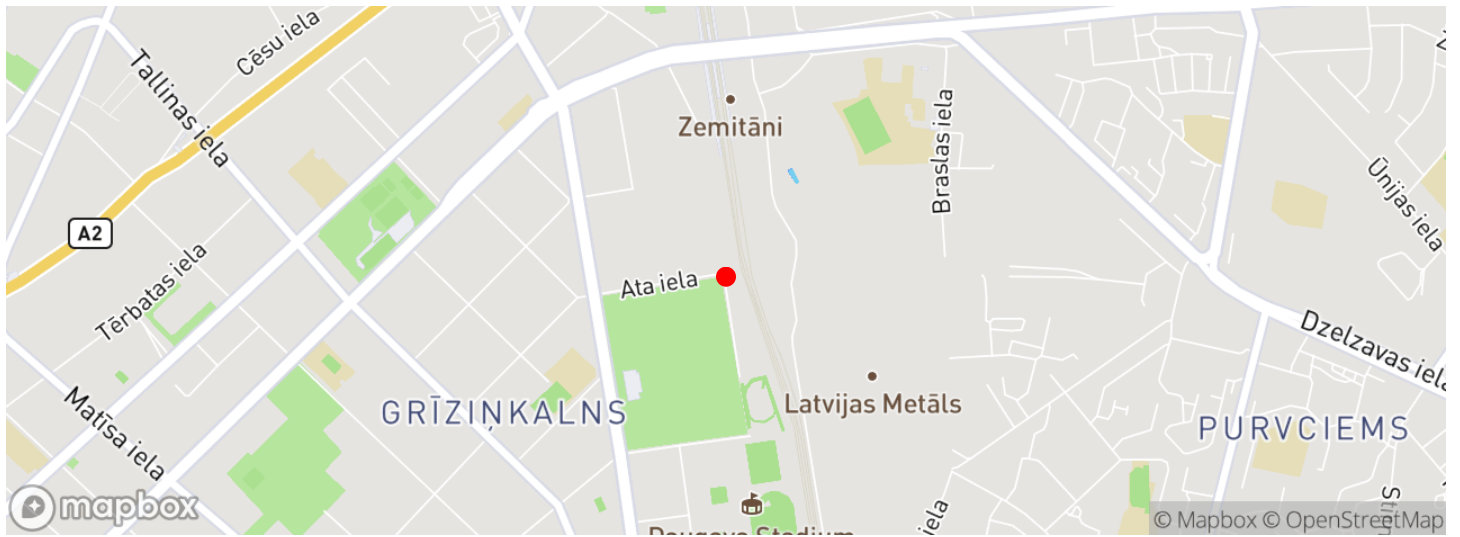 Cēsu iela
Tallinas iela
Zemitāni
Braslas iela
Ūnijas iela
A2
Tērbatas iela
Ata iela
Dzelzavas iela
Latvijas Metāls
GRĪZIŅKALNS
PURVCIEMS
Matīsa iela
mapbox
iela
© Mapbox © OpenStreetMap